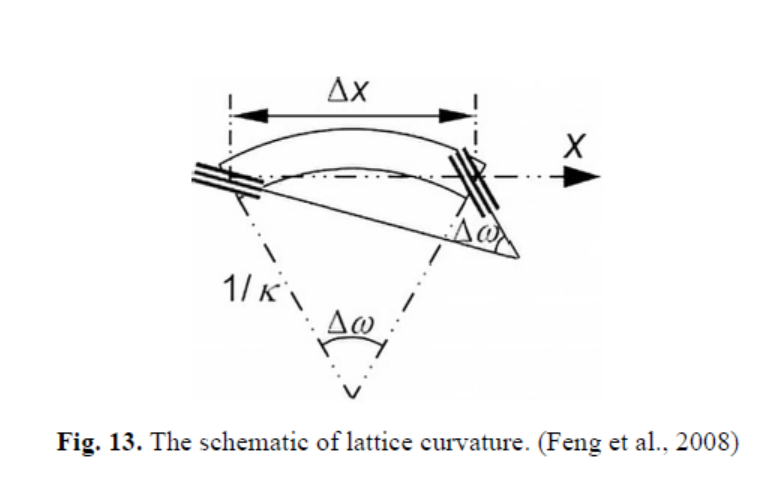 Δx
X
Δω
1/κ
Δω
Fig. 13. The schematic of lattice curvature. (Feng et al., 2008)